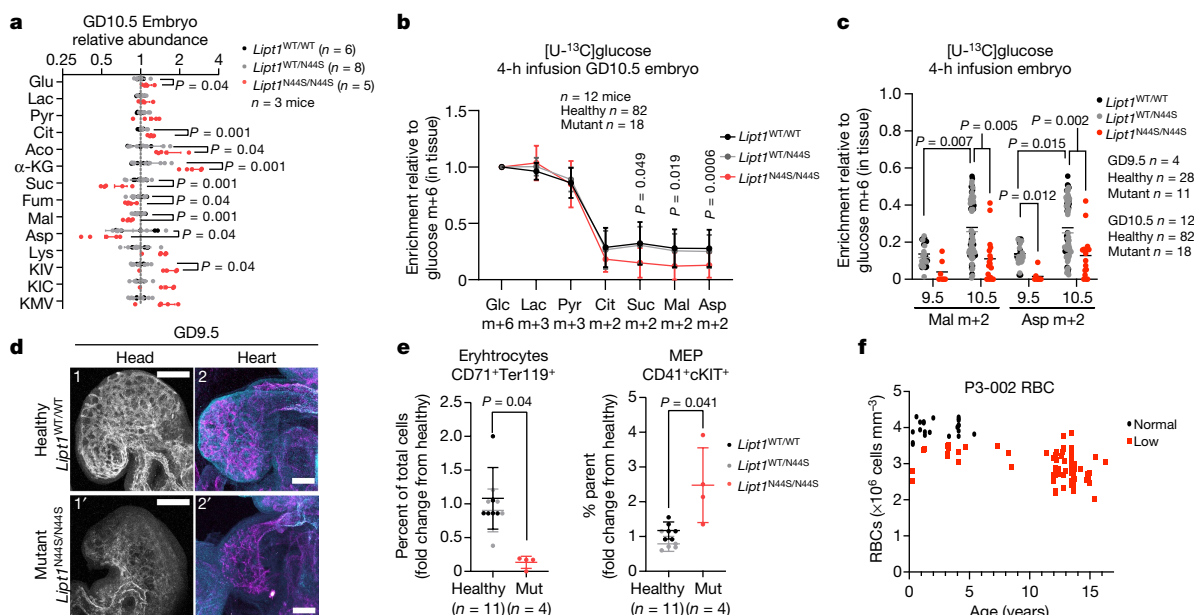 a
GD10.5 Embryo
relative abundance
0.25 0.5 1 2 4
Lipt1WT/WT (n = 6)
Lipt1WT/N44S (n = 8)
Lipt1N44S/N44S (n = 5)
n = 3 mice
Glu
P = 0.04
Lac
Pyr
Cit
P = 0.001
Aco
P = 0.04
α-KG
P = 0.001
Suc
P = 0.001
Fum
P = 0.04
Mal
P = 0.001
Asp
P = 0.04
Lys
KIV
P = 0.04
KIC
KMV
b
[U-13C]glucose
4-h infusion GD10.5 embryo
n = 12 mice
Healthy n = 82
Mutant n = 18
Lipt1WT/WT
Lipt1WT/N44S
Lipt1N44S/N44S
Enrichment relative to
glucose m+6 (in tissue)
1.5
1.0
0.5
0
P = 0.049
P = 0.019
P = 0.0006
Glc Lac Pyr Cit Suc Mal Asp
m+6 m+3 m+3 m+2 m+2 m+2 m+2
c
[U-13C]glucose
4-h infusion embryo
Lipt1WT/WT
Lipt1WT/N44S
Lipt1N44S/N44S
Enrichment relative to
glucose m+6 (in tissue)
1.00
0.75
0.50
0.25
0
P = 0.002
P = 0.005
P = 0.007
P = 0.015
P = 0.012
GD9.5 n = 4
Healthy n = 28
Mutant n = 11
GD10.5 n = 12
Healthy n = 82
Mutant n = 18
9.5 10.5 9.5 10.5
Mal m+2 Asp m+2
d
GD9.5
Head Heart
Healthy
Lipt1WT/WT
1 2
Mutant
Lipt1N44S/N44S
1′ 2′
e
Eryhtrocytes
CD71+Ter119+
P = 0.04
Percent of total cells
(fold change from healthy)
2.5
2.0
1.5
1.0
0.5
0
Healthy Mut
(n = 11) (n = 4)
MEP
CD41+cKIT+
P = 0.041
% parent
(fold change from healthy)
5
4
3
2
1
0
Healthy Mut
(n = 11) (n = 4)
Lipt1WT/WT
Lipt1WT/N44S
Lipt1N44S/N44S
f
P3-002 RBC
Normal
Low
RBCs (×10⁶ cells mm⁻³)
5
4
3
2
1
0
0 5 10 15
Age (years)